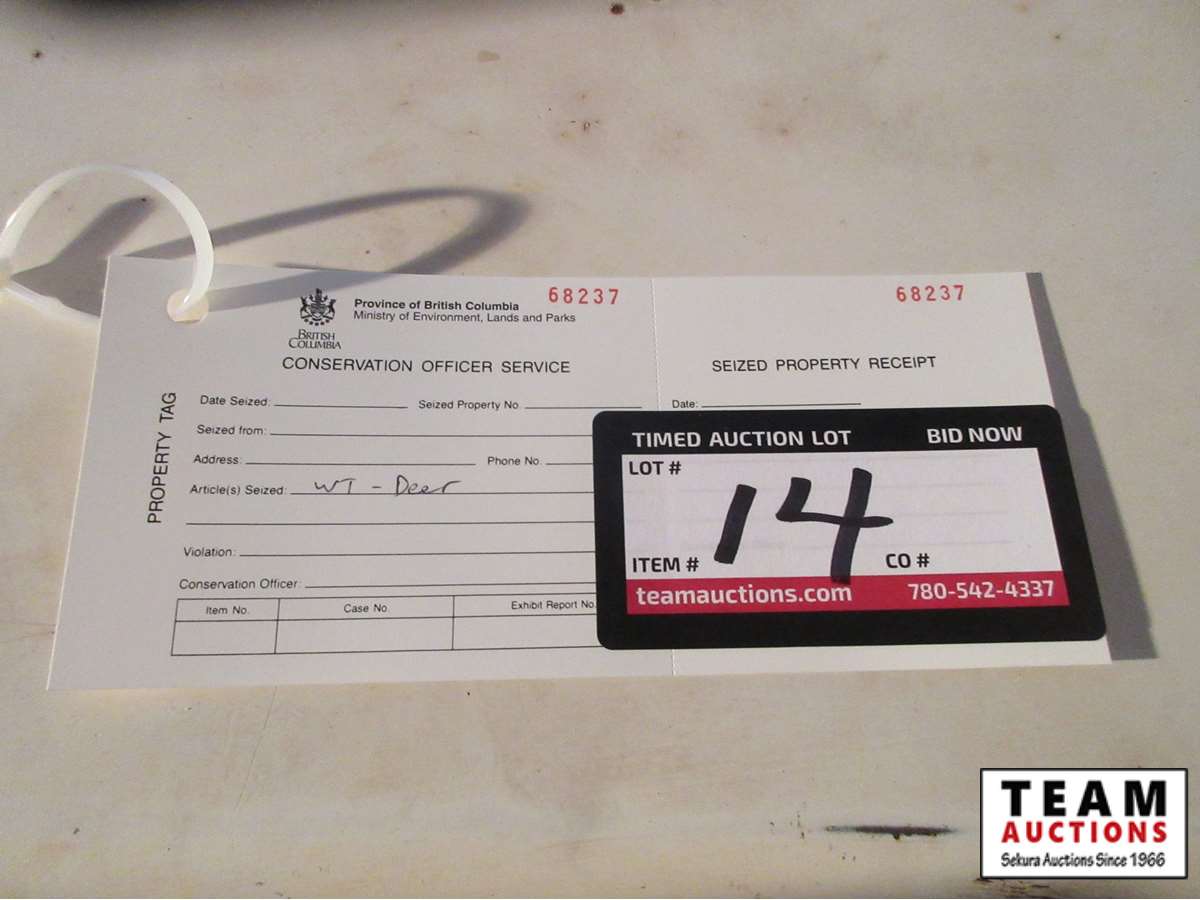 Province of British Columbia 68237
Ministry of Environment, Lands and Parks
BRITISH
COLUMBIA
CONSERVATION OFFICER SERVICE
PROPERTY TAG
Date Seized: Seized Property No.
Seized from:
Address: Phone No.
Article(s) Seized: WT - Deer
Violation:
Conservation Officer:
Item No. Case No. Exhibit Report No.
68237
SEIZED PROPERTY RECEIPT
Date:
TIMED AUCTION LOT BID NOW
LOT #
14
ITEM # CO #
teamauctions.com 780-542-4337
TEAM
AUCTIONS
Sekura Auctions Since 1966